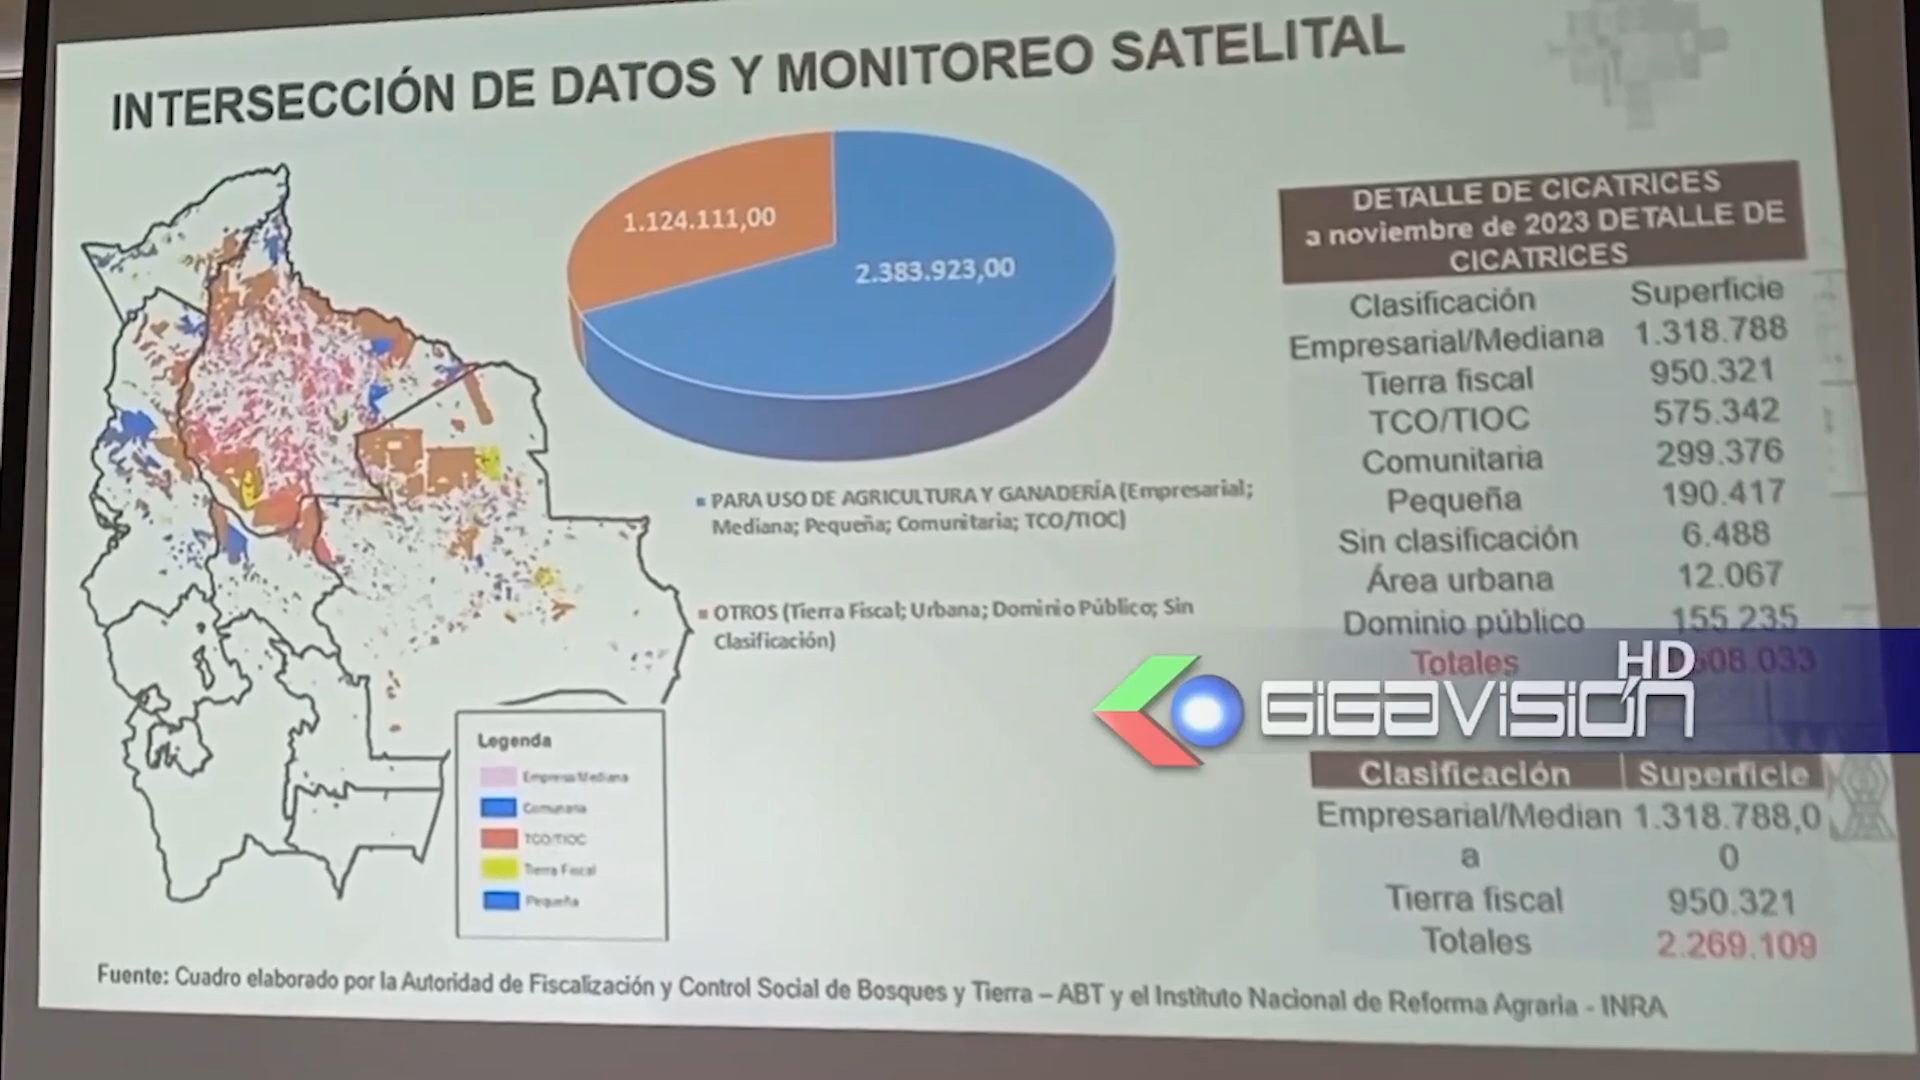 INTERSECCIÓN DE DATOS Y MONITOREO SATELITAL
1.124.111,00
2.383.923,00
PARA USO DE AGRICULTURA Y GANADERÍA (Empresarial;
Mediana; Pequeña; Comunitaria; TCO/TIOC)
OTROS (Tierra Fiscal; Urbana; Dominio Público; Sin
Clasificación)
Legenda
Empresa/Mediana
Comunaria
TCO/TIOC
Tierra Fiscal
Pequeña
DETALLE DE CICATRICES
a noviembre de 2023 DETALLE DE
CICATRICES
Clasificación Superficie
Empresarial/Mediana 1.318.788
Tierra fiscal 950.321
TCO/TIOC 575.342
Comunitaria 299.376
Pequeña 190.417
Sin clasificación 6.488
Área urbana 12.067
Dominio público 155.235
Totales 08.033
GIGAVISIÓN HD
Clasificación Superficie
Empresarial/Median 1.318.788,0
a 0
Tierra fiscal 950.321
Totales 2.269.109
Fuente: Cuadro elaborado por la Autoridad de Fiscalización y Control Social de Bosques y Tierra – ABT y el Instituto Nacional de Reforma Agraria - INRA